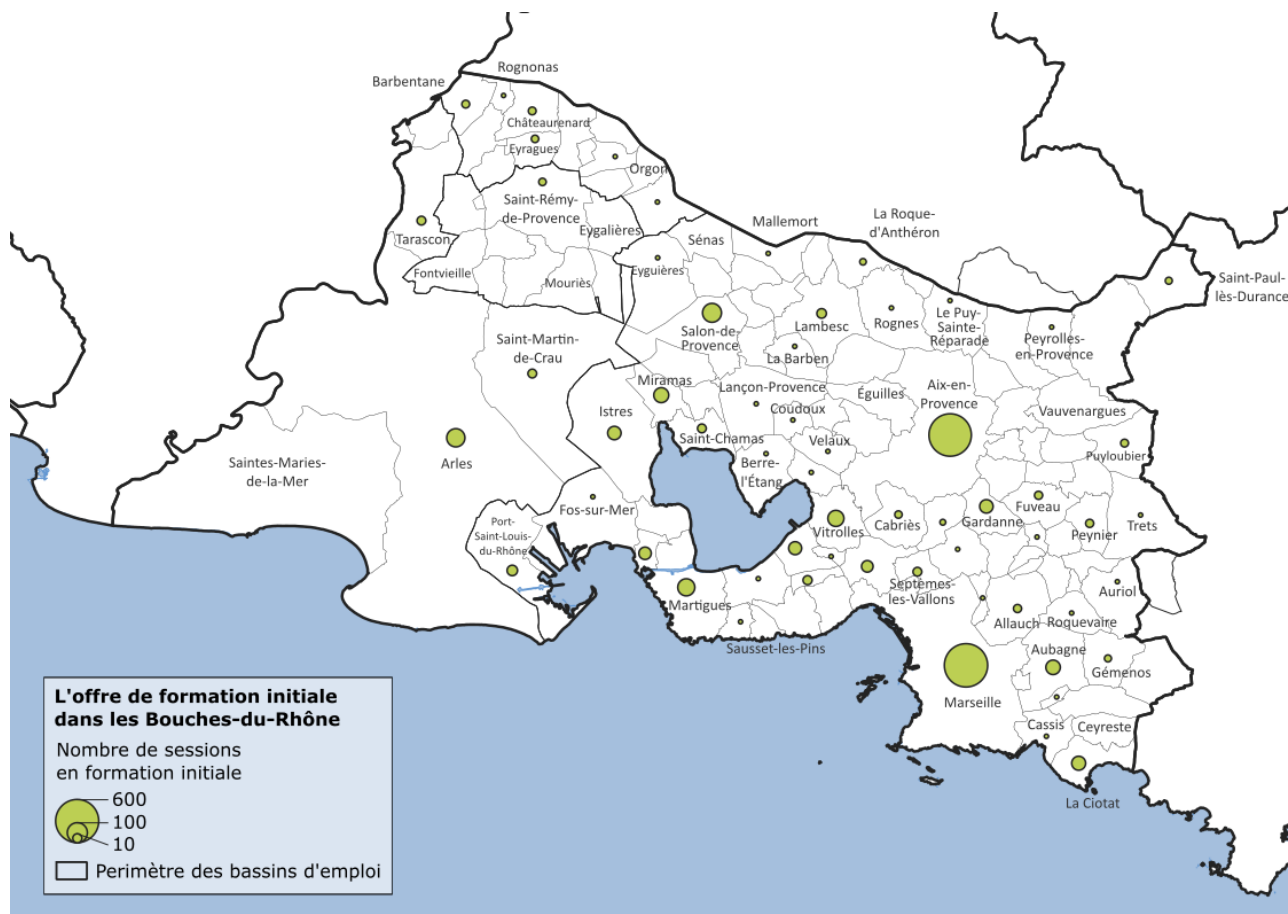 Rognonas
Barbentane
Châteaurenard
Eyragues
Orgon
Saint-Rémy-
de-Provence
Eygalières
Tarascon
Fontvieille
Mouriès
Mallemort
La Roque-
d'Anthéron
Sénas
Eyguières
Saint-Paul-
lès-Durance
Salon-de-
Provence
Lambesc
Rognes
Le Puy-
Sainte-
Réparade
Peyrolles-
en-Provence
La Barben
Saint-Martin-
de-Crau
Miramas
Lançon-Provence
Éguilles
Aix-en-
Provence
Istres
Coudoux
Vauvenargues
Saint-Chamas
Velaux
Puyloubier
Berre-
l'Étang
Arles
Saintes-Maries-
de-la-Mer
Fos-sur-Mer
Port-
Saint-Louis-
du-Rhône
Vitrolles
Cabriès
Gardanne
Fuveau
Peynier
Trets
Martigues
Septèmes-
les-Vallons
Auriol
Allauch
Roquevaire
Sausset-les-Pins
Aubagne
Gémenos
Marseille
Cassis
Ceyreste
La Ciotat
L'offre de formation initiale
dans les Bouches-du-Rhône
Nombre de sessions
en formation initiale
600
100
10
Perimètre des bassins d'emploi